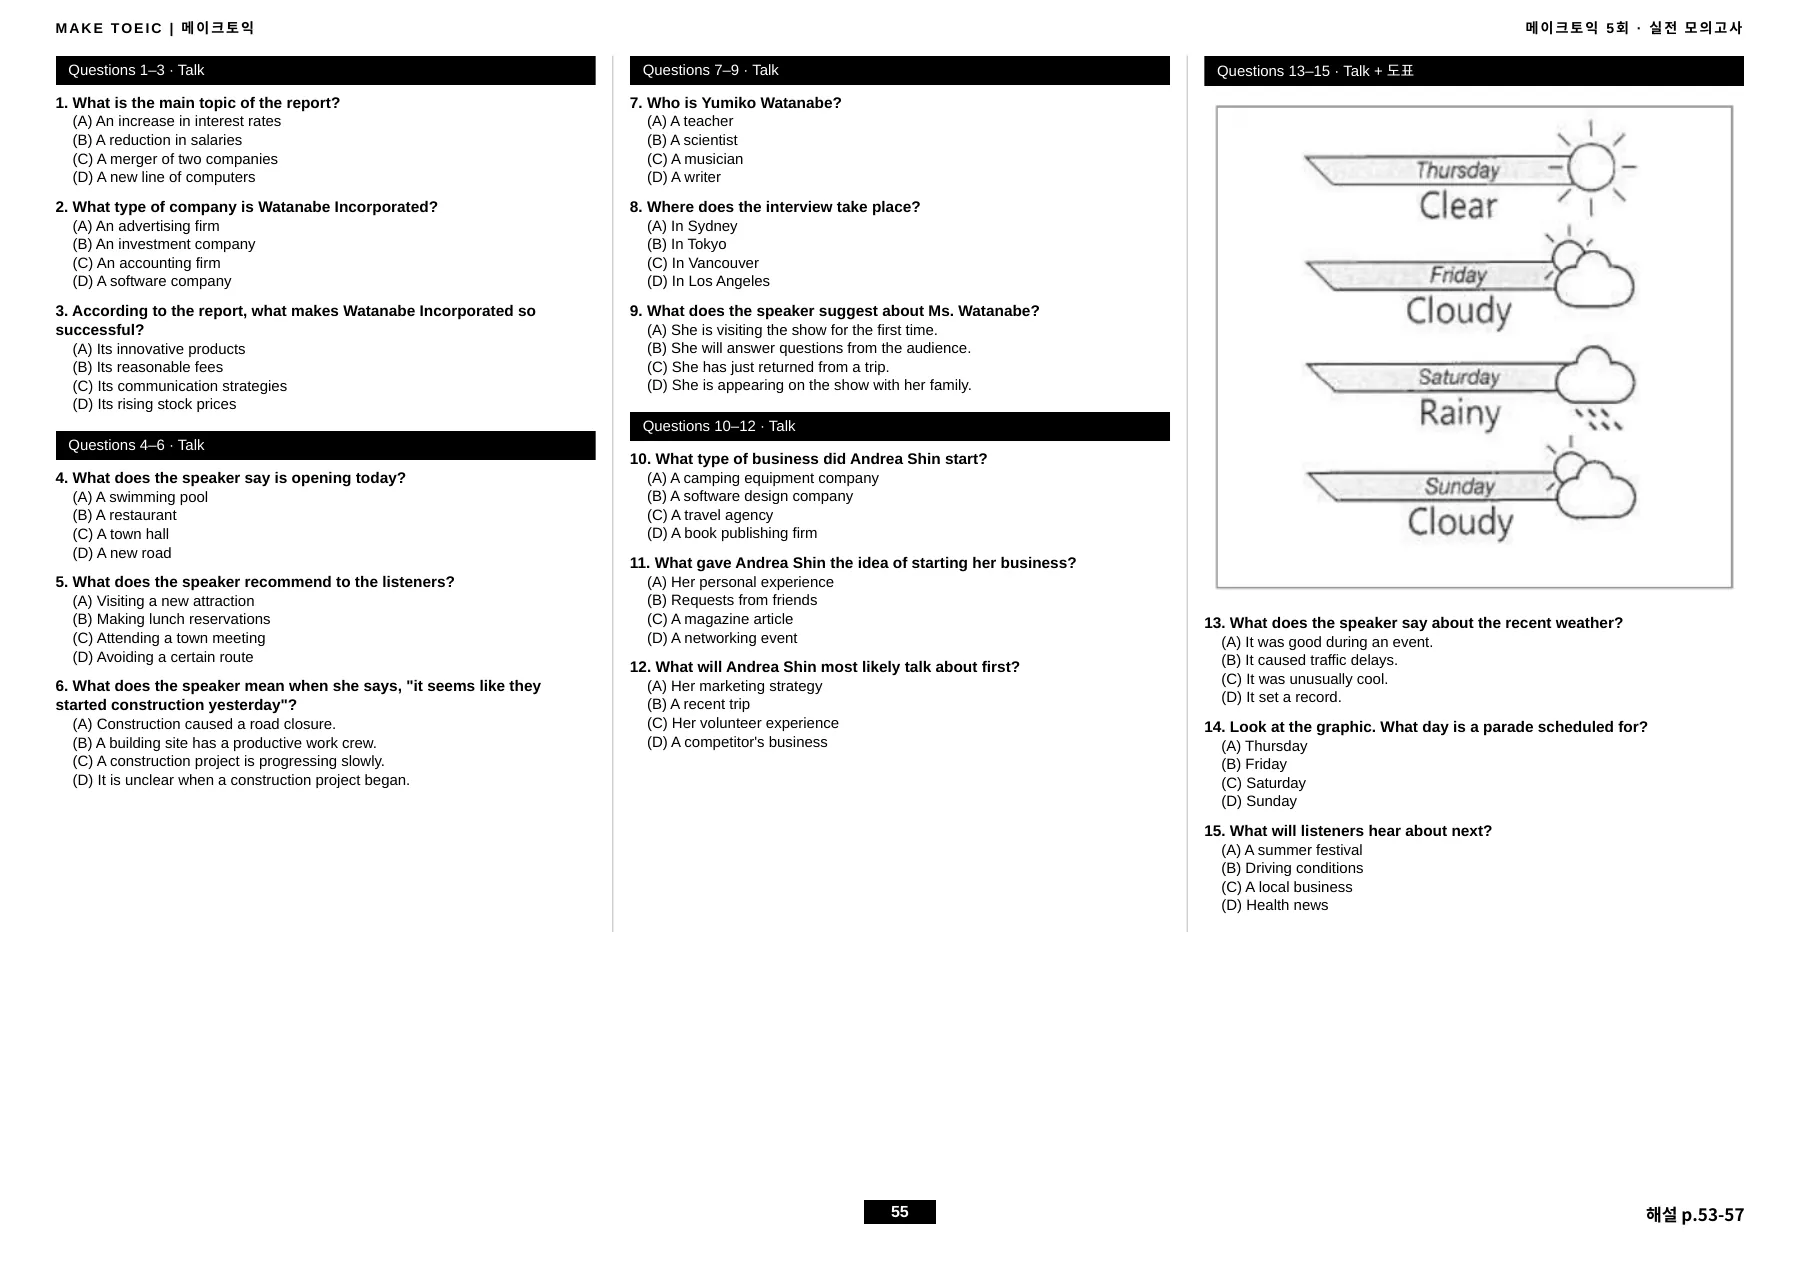 MAKE TOEIC | 메이크토익
메이크토익 5회 · 실전 모의고사
Questions 1–3 · Talk
1. What is the main topic of the report?
(A) An increase in interest rates
(B) A reduction in salaries
(C) A merger of two companies
(D) A new line of computers
2. What type of company is Watanabe Incorporated?
(A) An advertising firm
(B) An investment company
(C) An accounting firm
(D) A software company
3. According to the report, what makes Watanabe Incorporated so
successful?
(A) Its innovative products
(B) Its reasonable fees
(C) Its communication strategies
(D) Its rising stock prices
Questions 4–6 · Talk
4. What does the speaker say is opening today?
(A) A swimming pool
(B) A restaurant
(C) A town hall
(D) A new road
5. What does the speaker recommend to the listeners?
(A) Visiting a new attraction
(B) Making lunch reservations
(C) Attending a town meeting
(D) Avoiding a certain route
6. What does the speaker mean when she says, "it seems like they
started construction yesterday"?
(A) Construction caused a road closure.
(B) A building site has a productive work crew.
(C) A construction project is progressing slowly.
(D) It is unclear when a construction project began.
Questions 7–9 · Talk
7. Who is Yumiko Watanabe?
(A) A teacher
(B) A scientist
(C) A musician
(D) A writer
8. Where does the interview take place?
(A) In Sydney
(B) In Tokyo
(C) In Vancouver
(D) In Los Angeles
9. What does the speaker suggest about Ms. Watanabe?
(A) She is visiting the show for the first time.
(B) She will answer questions from the audience.
(C) She has just returned from a trip.
(D) She is appearing on the show with her family.
Questions 10–12 · Talk
10. What type of business did Andrea Shin start?
(A) A camping equipment company
(B) A software design company
(C) A travel agency
(D) A book publishing firm
11. What gave Andrea Shin the idea of starting her business?
(A) Her personal experience
(B) Requests from friends
(C) A magazine article
(D) A networking event
12. What will Andrea Shin most likely talk about first?
(A) Her marketing strategy
(B) A recent trip
(C) Her volunteer experience
(D) A competitor's business
Questions 13–15 · Talk + 도표
Thursday
Clear
Friday
Cloudy
Saturday
Rainy
Sunday
Cloudy
13. What does the speaker say about the recent weather?
(A) It was good during an event.
(B) It caused traffic delays.
(C) It was unusually cool.
(D) It set a record.
14. Look at the graphic. What day is a parade scheduled for?
(A) Thursday
(B) Friday
(C) Saturday
(D) Sunday
15. What will listeners hear about next?
(A) A summer festival
(B) Driving conditions
(C) A local business
(D) Health news
55
해설 p.53-57